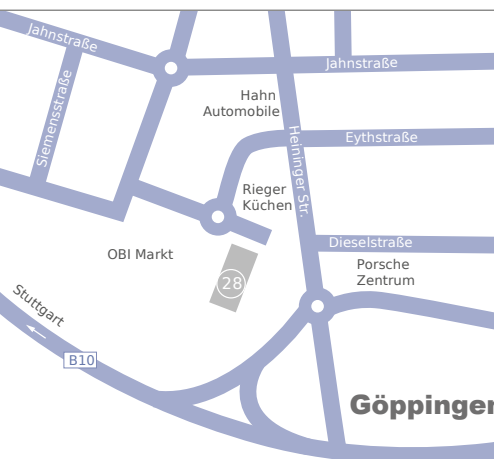 Jahnstraße
Jahnstraße
Siemensstraße
Hahn
Automobile
Heininger Str.
Eythstraße
Rieger
Küchen
Dieselstraße
OBI Markt
Porsche
Zentrum
28
Stuttgart
B10
Göppingen